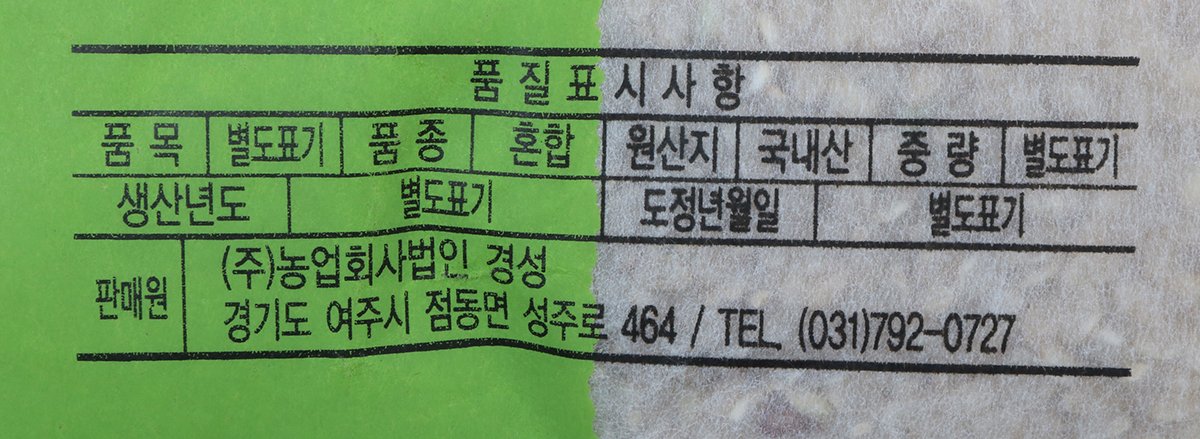 품질표시사항
품목 별도표기 품종 혼합 원산지 국내산 중량 별도표기
생산년도 별도표기 도정년월일 별도표기
판매원 (주)농업회사법인 경성
경기도 여주시 점동면 성주로 464 / TEL (031)792-0727